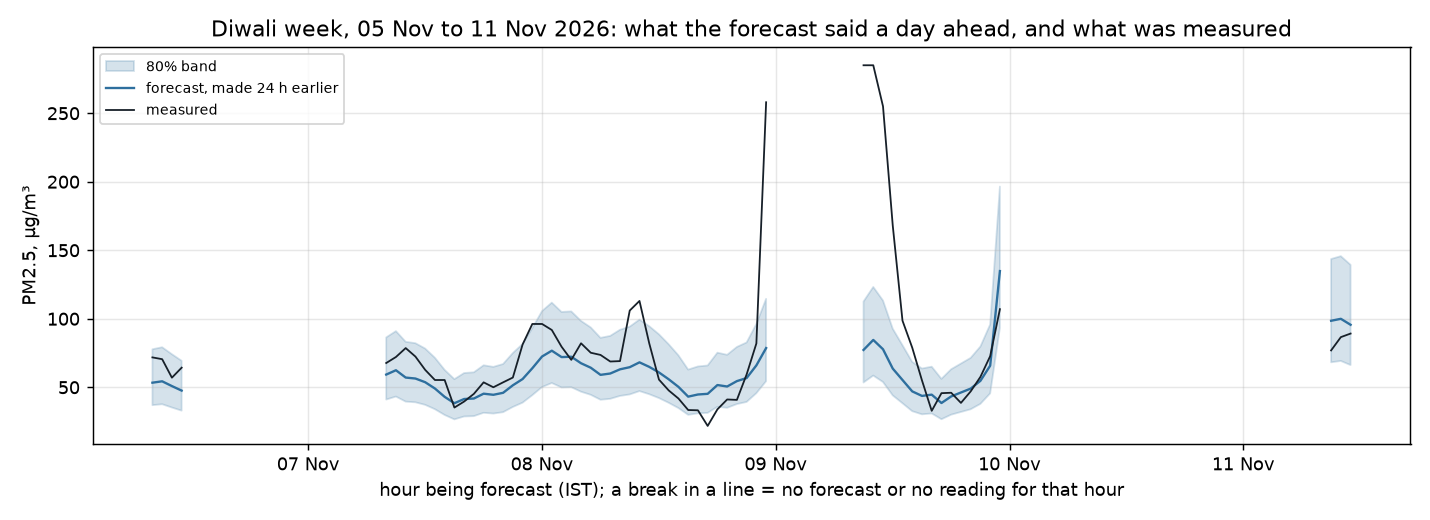 Diwali week, 05 Nov to 11 Nov 2026: what the forecast said a day ahead, and what was measured
80% band
forecast, made 24 h earlier
measured
PM2.5, µg/m³
250
200
150
100
50
07 Nov
08 Nov
09 Nov
10 Nov
11 Nov
hour being forecast (IST); a break in a line = no forecast or no reading for that hour